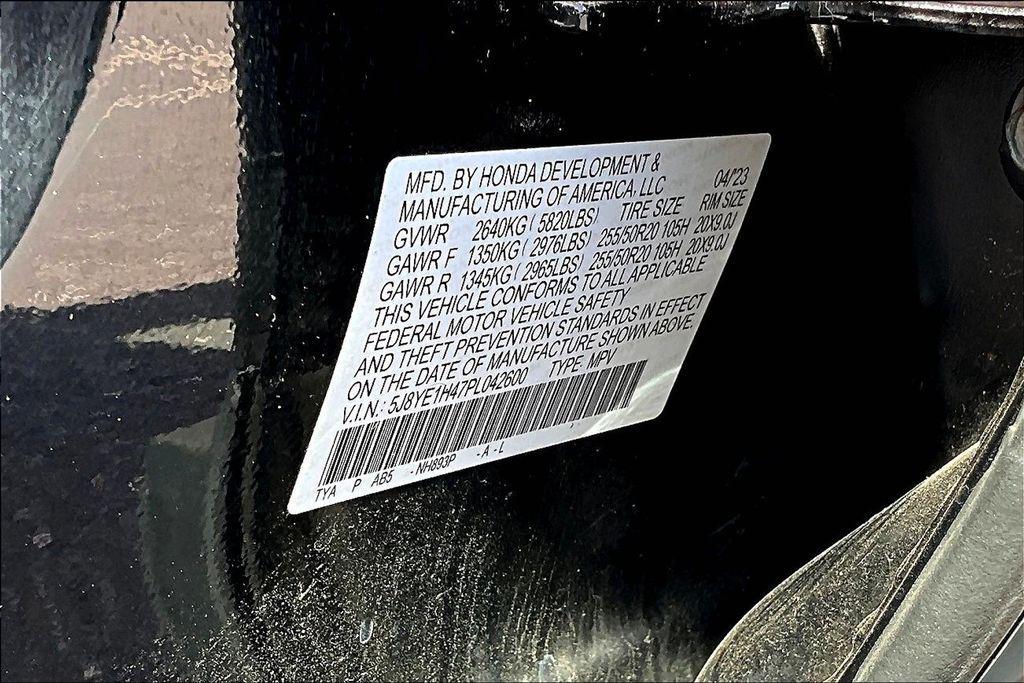 MFD. BY HONDA DEVELOPMENT &
MANUFACTURING OF AMERICA, LLC 04/'23
GVWR 2640KG ( 5820LBS) TIRE SIZE RIM SIZE
GAWR F 1350KG ( 2976LBS) 255/50R20 105H 20X9.0J
GAWR R 1345KG ( 2965LBS) 255/50R20 105H 20X9.0J
THIS VEHICLE CONFORMS TO ALL APPLICABLE
FEDERAL MOTOR VEHICLE SAFETY
AND THEFT PREVENTION STANDARDS IN EFFECT
ON THE DATE OF MANUFACTURE SHOWN ABOVE.
V.I.N.: 5J8YE1H47PL042600 TYPE: MPV
TYA P AB5 -NH893P -A-L